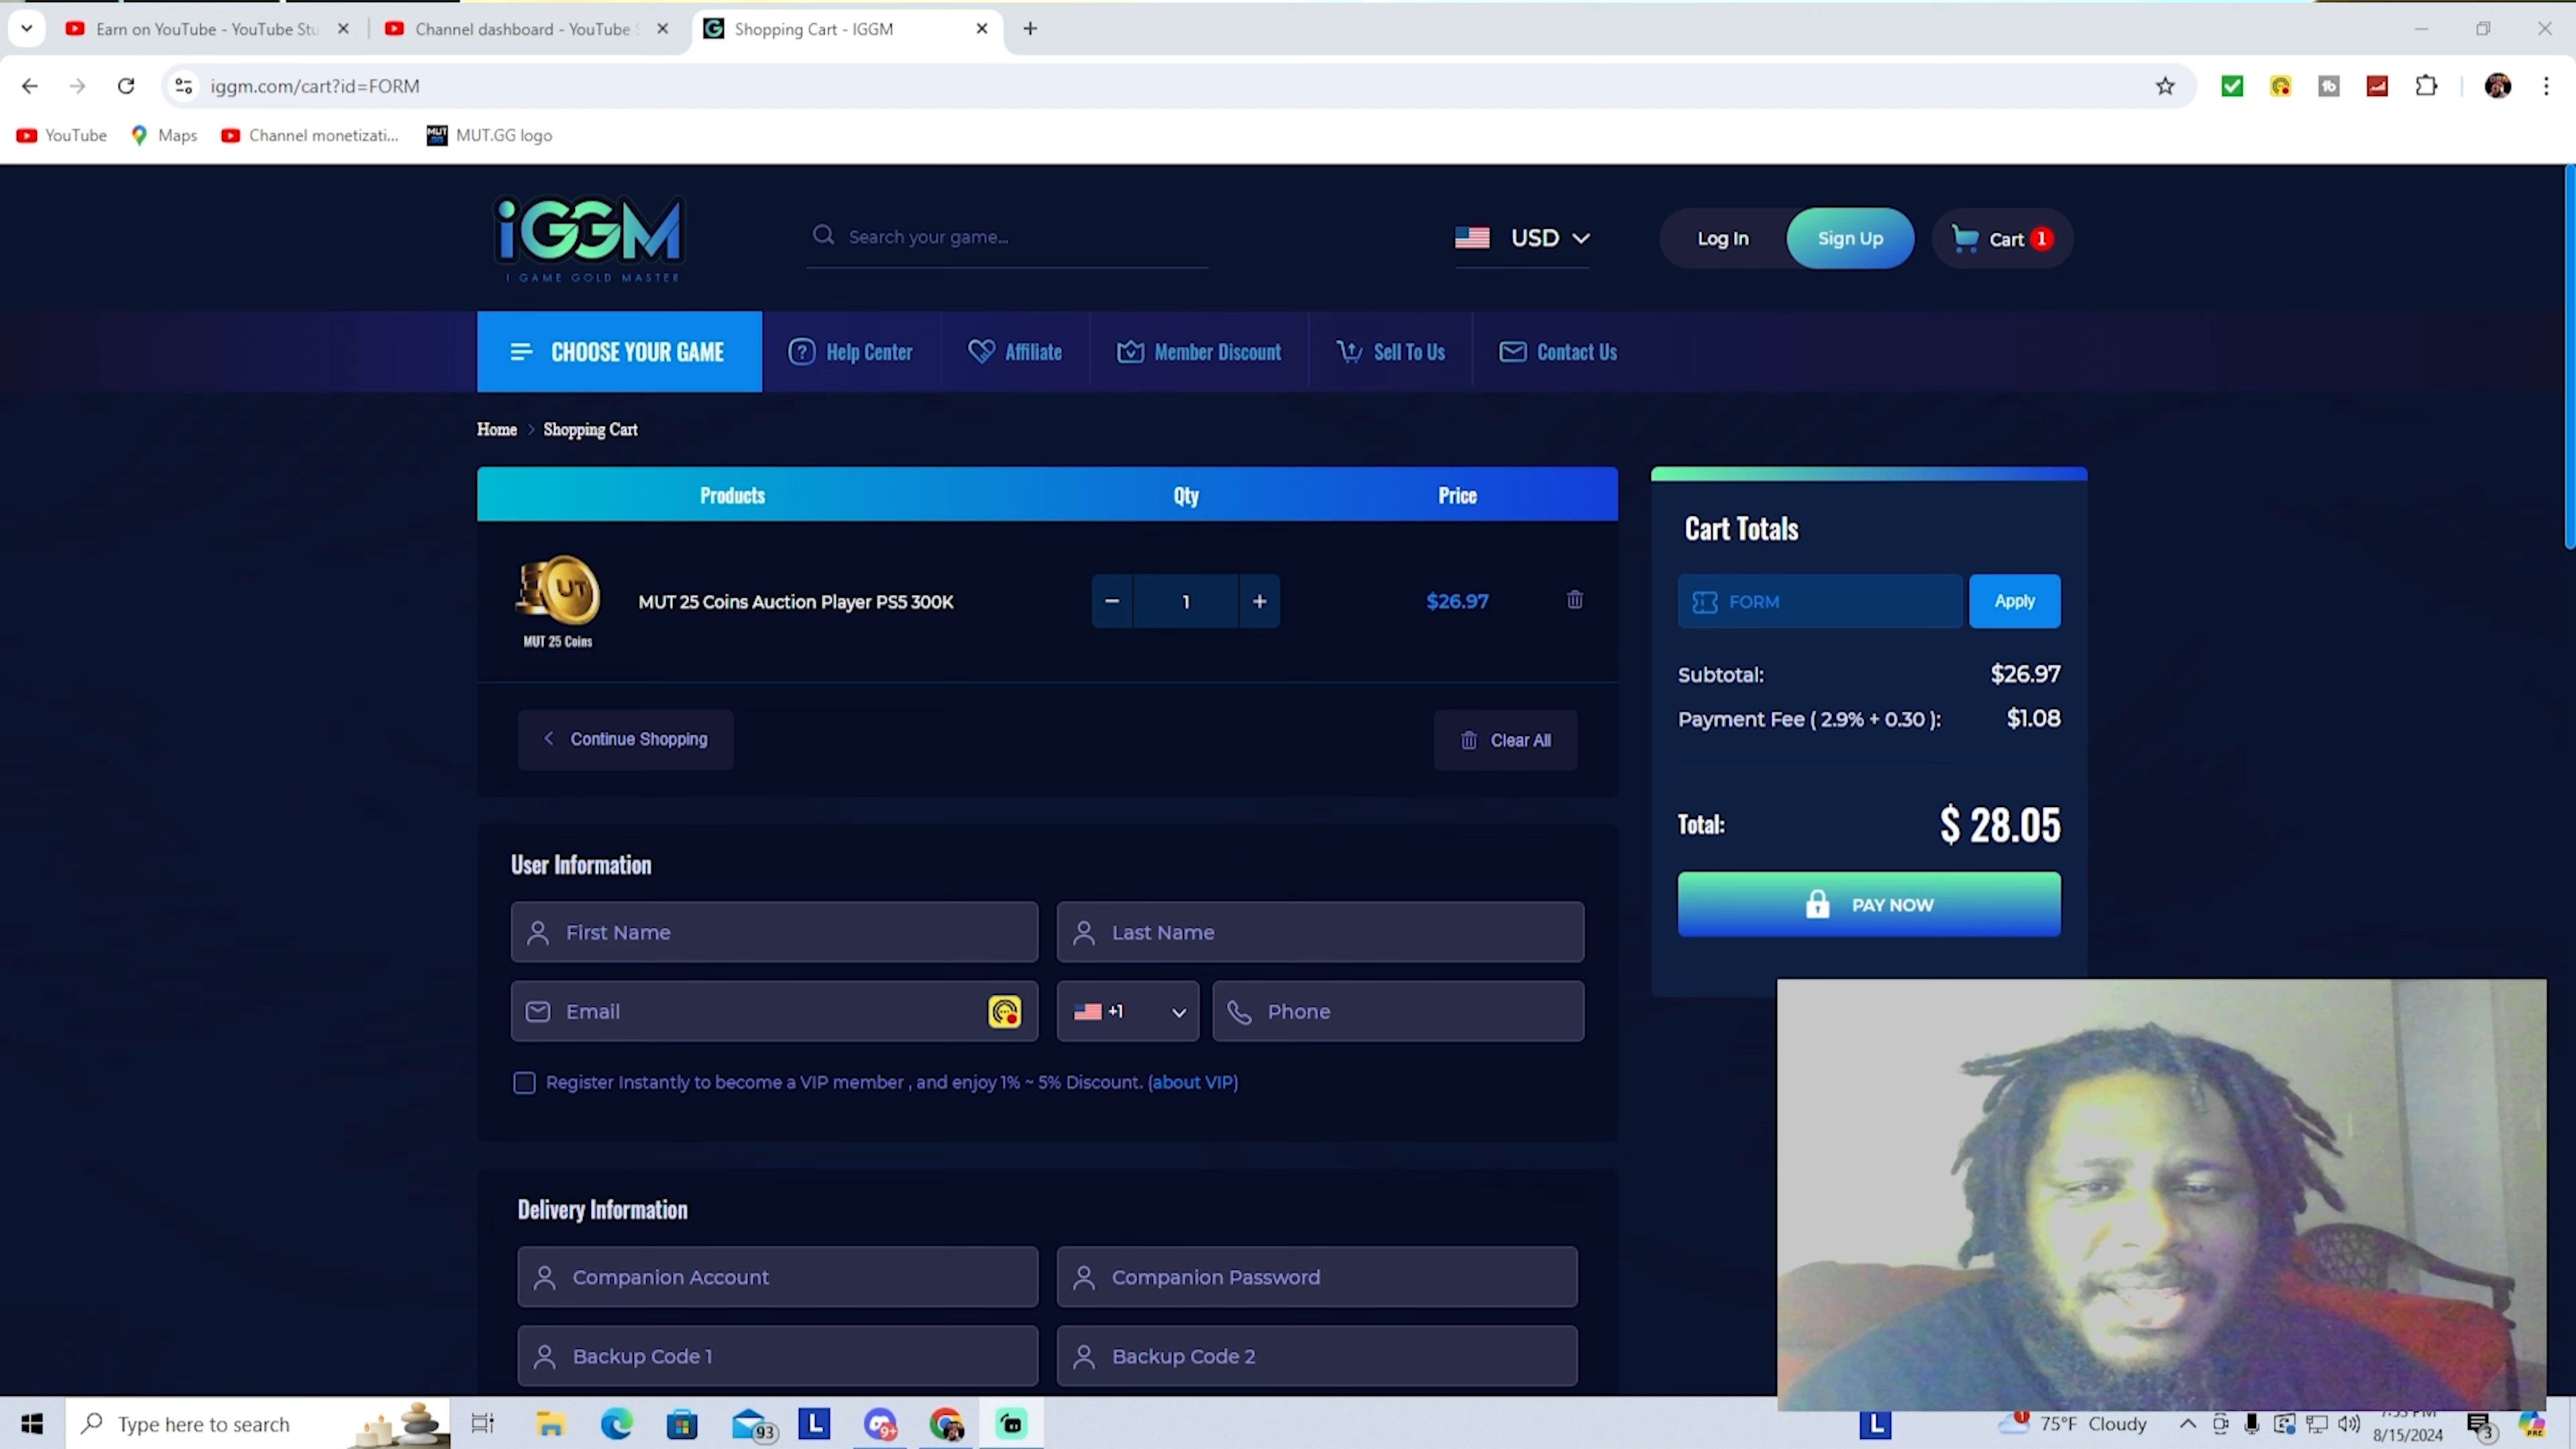 Earn on YouTube - YouTube Stu
Channel dashboard - YouTube S
Shopping Cart - IGGM
iggm.com/cart?id=FORM
YouTube
Maps
Channel monetizati...
MUT.GG logo
iGGM
I GAME GOLD MASTER
Search your game...
USD
Log In
Sign Up
Cart 1
CHOOSE YOUR GAME
Help Center
Affiliate
Member Discount
Sell To Us
Contact Us
Home > Shopping Cart
Products
Qty
Price
Cart Totals
UT
MUT 25 Coins
MUT 25 Coins Auction Player PS5 300K
− 1 +
$26.97
FORM
Apply
Subtotal: $26.97
Payment Fee ( 2.9% + 0.30 ): $1.08
Continue Shopping
Clear All
Total: $ 28.05
PAY NOW
User Information
First Name
Last Name
Email
+1
Phone
Register Instantly to become a VIP member , and enjoy 1% ~ 5% Discount. (about VIP)
Delivery Information
Companion Account
Companion Password
Backup Code 1
Backup Code 2
Type here to search
93
L
9+
L
1
75°F Cloudy
8/15/2024
3
PRE